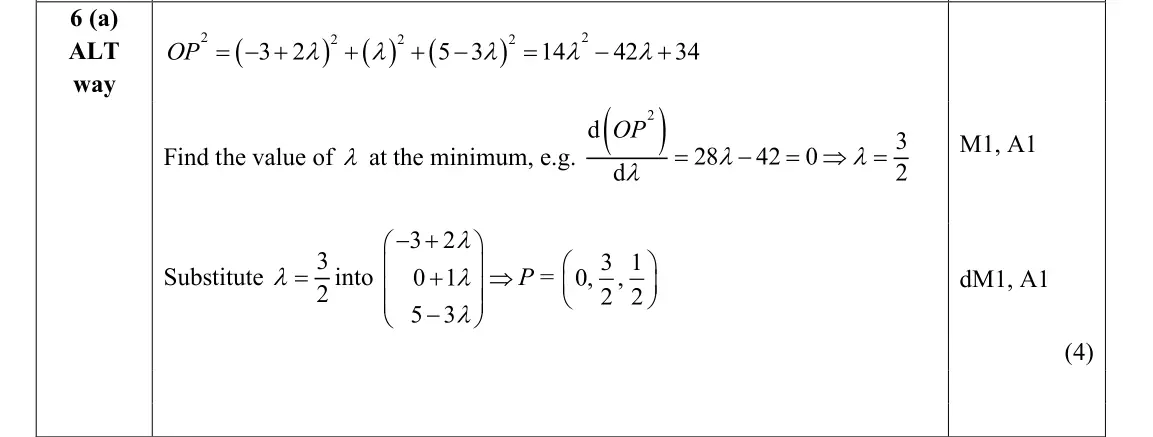 6 (a)
ALT
way
OP² = (−3 + 2λ)² + (λ)² + (5 − 3λ)² = 14λ² − 42λ + 34
Find the value of λ at the minimum, e.g. d(OP²)/dλ = 28λ − 42 = 0 ⇒ λ = 3/2
M1, A1
Substitute λ = 3/2 into (−3 + 2λ
0 + 1λ
5 − 3λ) ⇒ P = (0, 3/2, 1/2)
dM1, A1
(4)